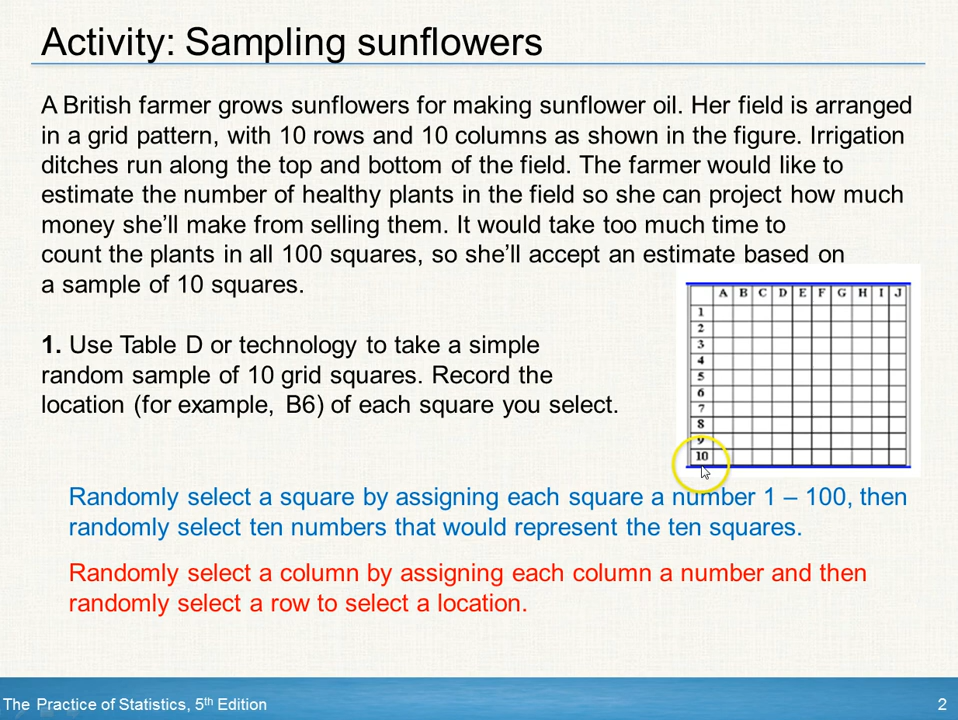 Activity: Sampling sunflowers
A British farmer grows sunflowers for making sunflower oil. Her field is arranged
in a grid pattern, with 10 rows and 10 columns as shown in the figure. Irrigation
ditches run along the top and bottom of the field. The farmer would like to
estimate the number of healthy plants in the field so she can project how much
money she’ll make from selling them. It would take too much time to
count the plants in all 100 squares, so she’ll accept an estimate based on
a sample of 10 squares.
1. Use Table D or technology to take a simple
random sample of 10 grid squares. Record the
location (for example, B6) of each square you select.
A B C D E F G H I J
1
2
3
4
5
6
7
8
9
10
Randomly select a square by assigning each square a number 1 – 100, then
randomly select ten numbers that would represent the ten squares.
Randomly select a column by assigning each column a number and then
randomly select a row to select a location.
The Practice of Statistics, 5th Edition
2